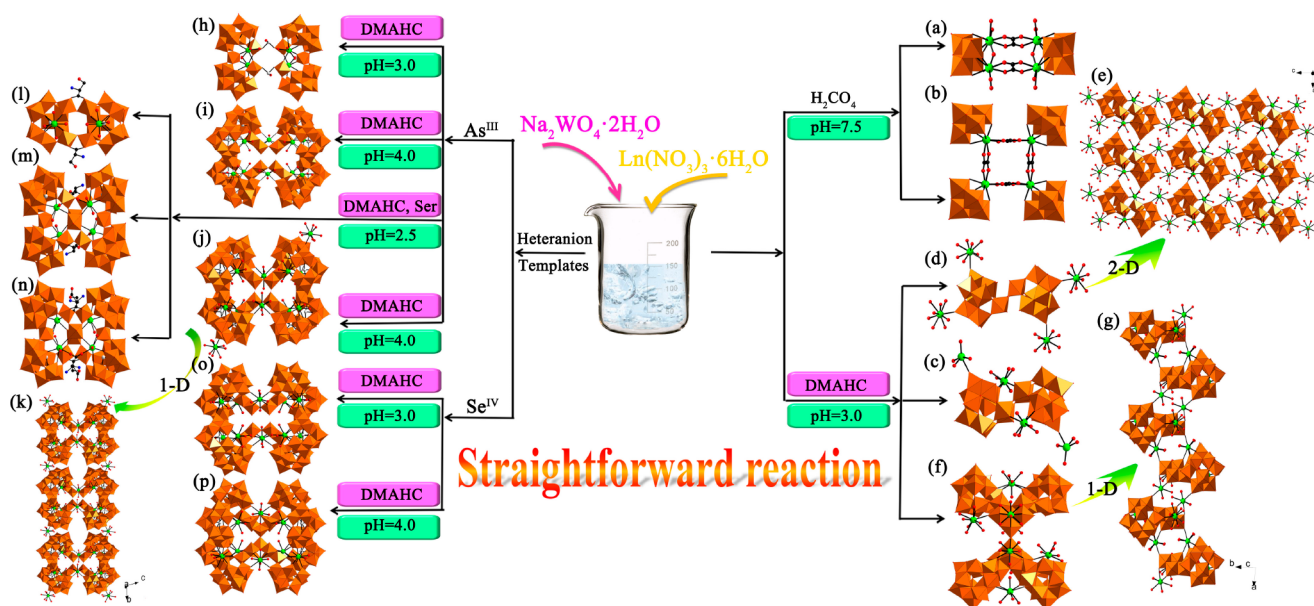 (h)
DMAHC
pH=3.0
(i)
DMAHC
pH=4.0
As^III
(l)
(m)
DMAHC, Ser
pH=2.5
(j)
(n)
DMAHC
pH=4.0
1-D
(k)
(o)
DMAHC
pH=3.0
Se^IV
(p)
DMAHC
pH=4.0
a
c
b
Na₂WO₄·2H₂O
Ln(NO₃)₃·6H₂O
Heteranion
Templates
200
150
100
Straightforward reaction
H₂CO₄
pH=7.5
DMAHC
pH=3.0
(a)
(b)
(e)
c
(d)
2-D
(c)
(g)
(f)
1-D
b
c